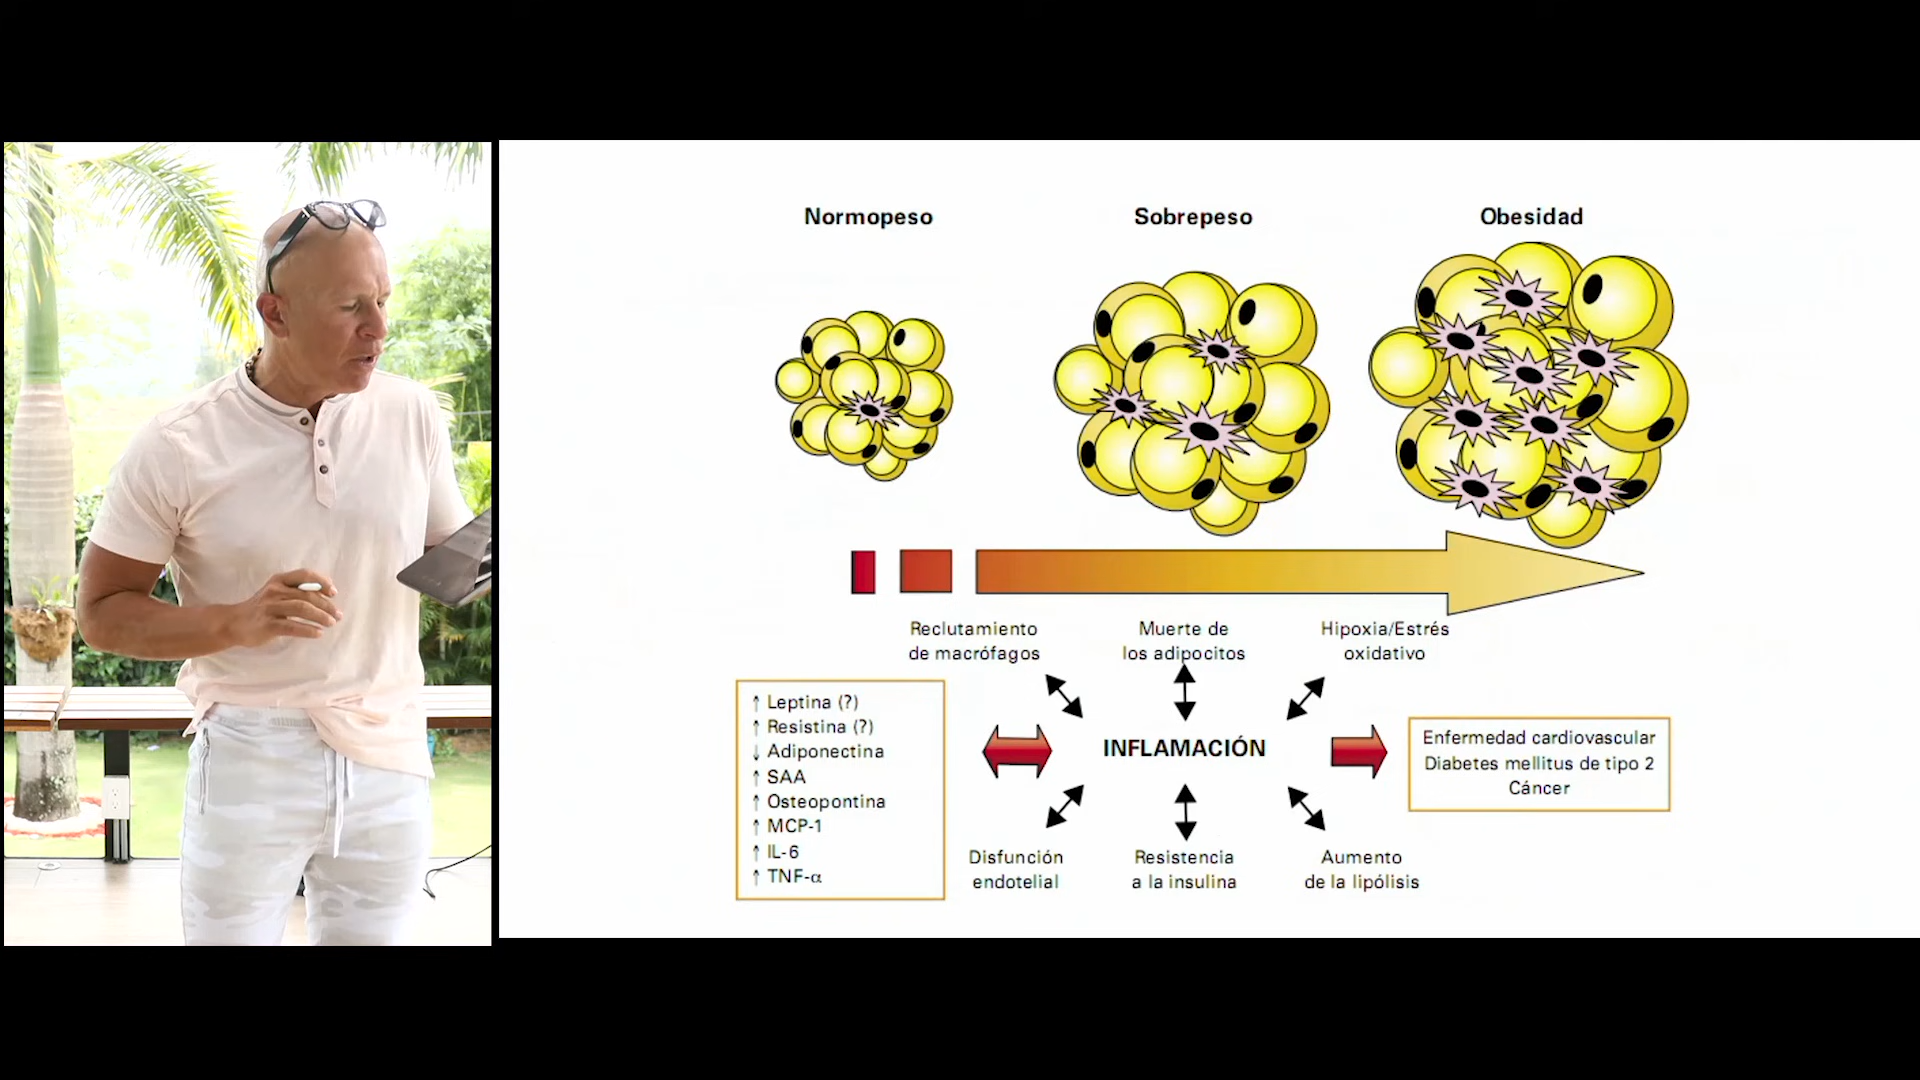 Normopeso
Sobrepeso
Obesidad
Reclutamiento
de macrófagos
Muerte de
los adipocitos
Hipoxia/Estrés
oxidativo
↑ Leptina (?)
↑ Resistina (?)
↓ Adiponectina
↑ SAA
↑ Osteopontina
↑ MCP-1
↑ IL-6
↑ TNF-α
INFLAMACIÓN
Enfermedad cardiovascular
Diabetes mellitus de tipo 2
Cáncer
Disfunción
endotelial
Resistencia
a la insulina
Aumento
de la lipólisis